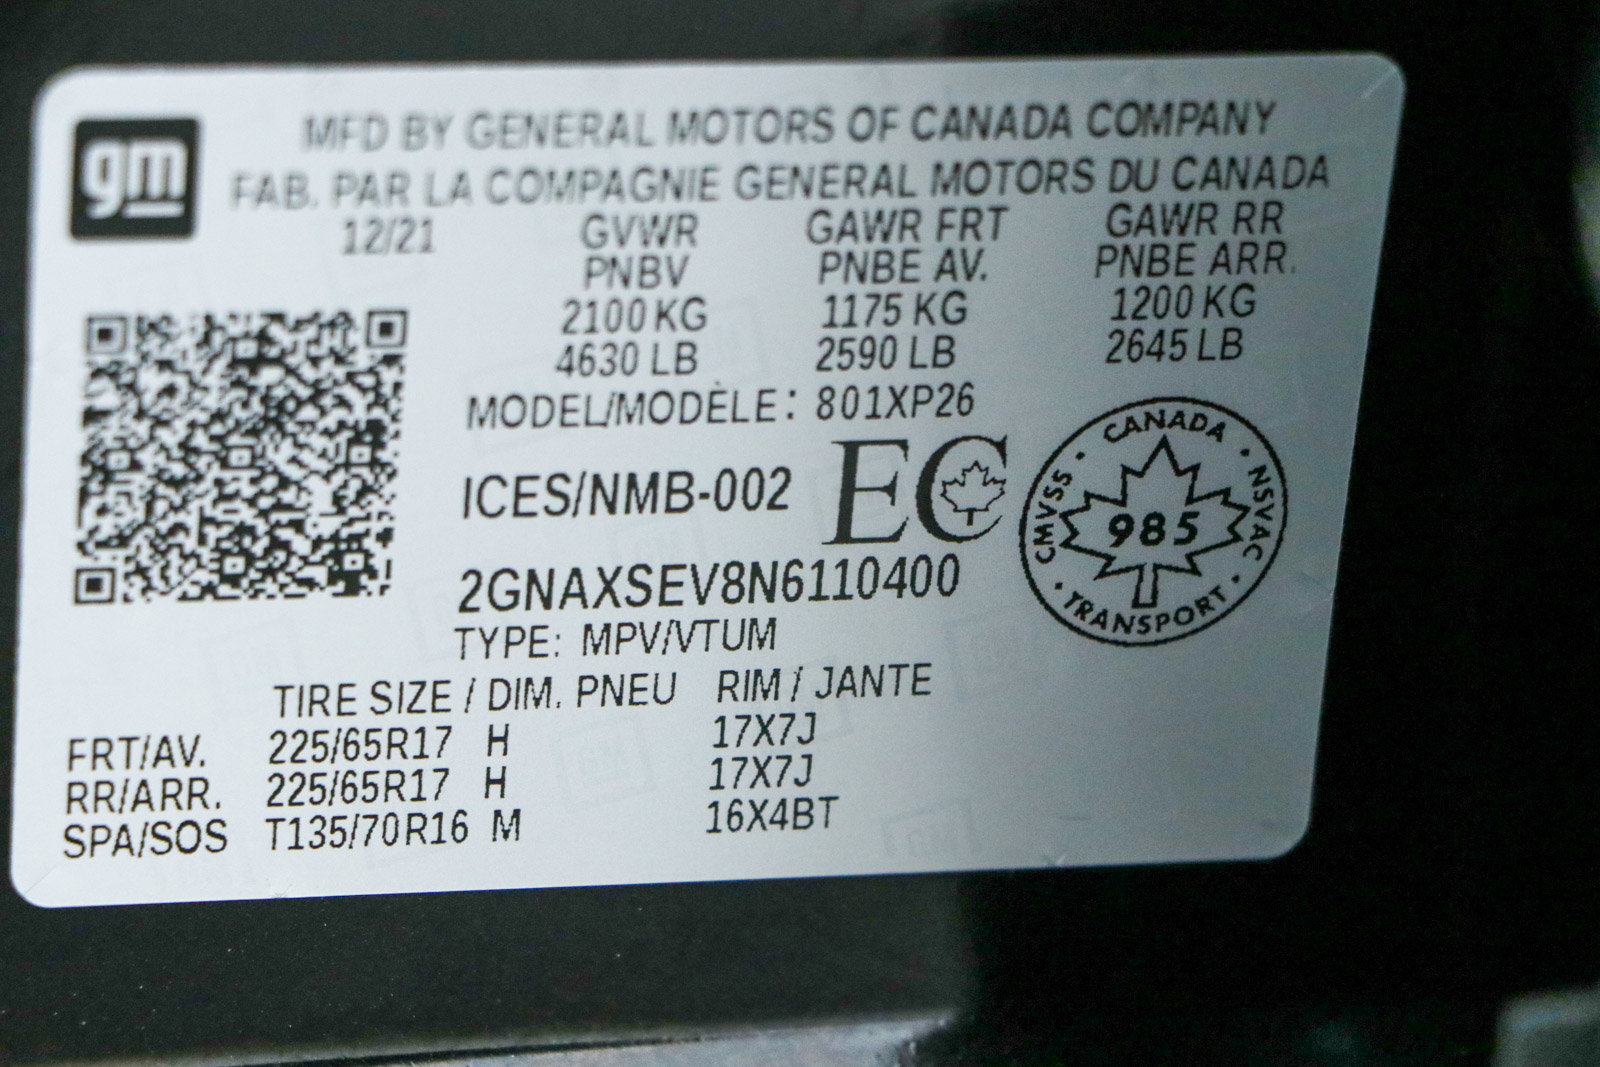 gm
MFD BY GENERAL MOTORS OF CANADA COMPANY
FAB. PAR LA COMPAGNIE GENERAL MOTORS DU CANADA
12/21 GVWR GAWR FRT GAWR RR
PNBV PNBE AV. PNBE ARR.
2100 KG 1175 KG 1200 KG
4630 LB 2590 LB 2645 LB
MODEL/MODÈLE: 801XP26
ICES/NMB-002 EC
CMVSS · CANADA · NSVAC · TRANSPORT ·
985
2GNAXSEV8N6110400
TYPE: MPV/VTUM
TIRE SIZE / DIM. PNEU RIM / JANTE
FRT/AV. 225/65R17 H 17X7J
RR/ARR. 225/65R17 H 17X7J
SPA/SOS T135/70R16 M 16X4BT